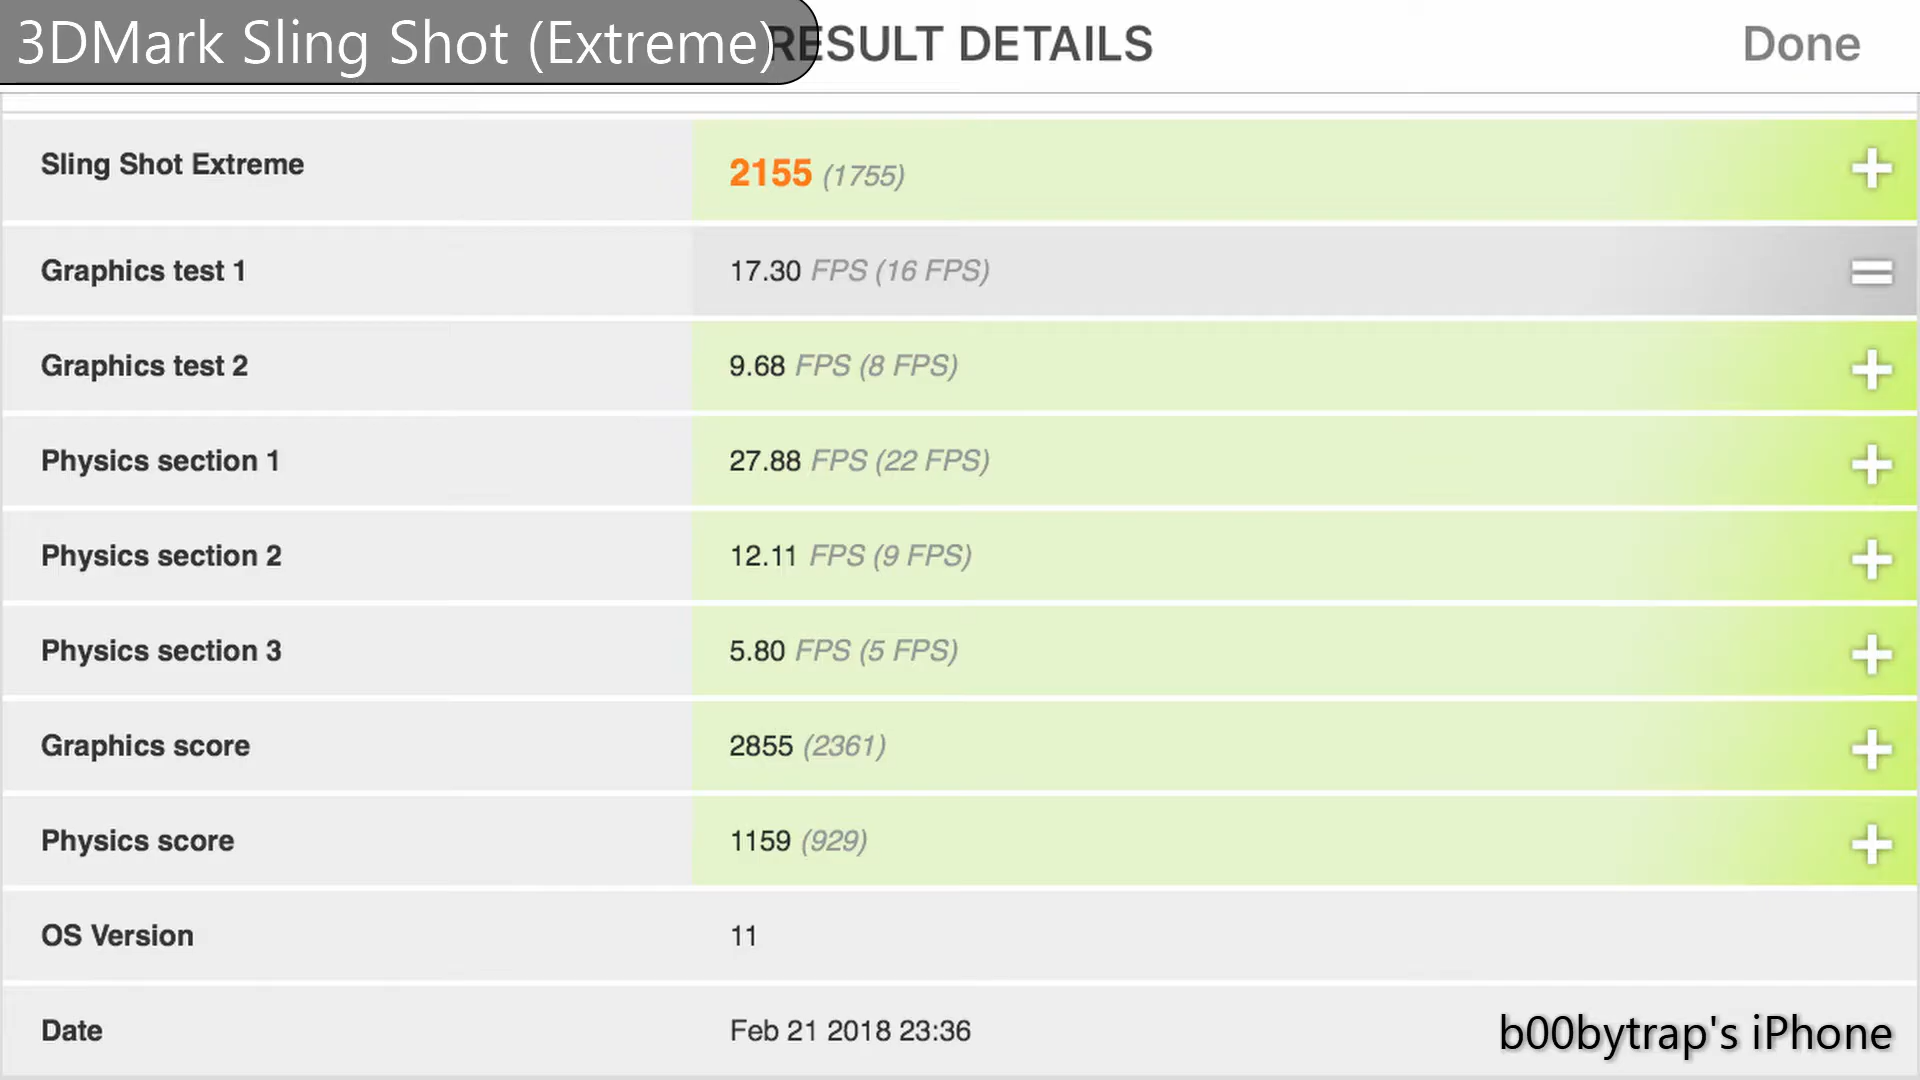 3DMark Sling Shot (Extreme)
RESULT DETAILS
Done
Sling Shot Extreme
2155 (1755)
Graphics test 1
17.30 FPS (16 FPS)
Graphics test 2
9.68 FPS (8 FPS)
Physics section 1
27.88 FPS (22 FPS)
Physics section 2
12.11 FPS (9 FPS)
Physics section 3
5.80 FPS (5 FPS)
Graphics score
2855 (2361)
Physics score
1159 (929)
OS Version
11
Date
Feb 21 2018 23:36
b00bytrap's iPhone